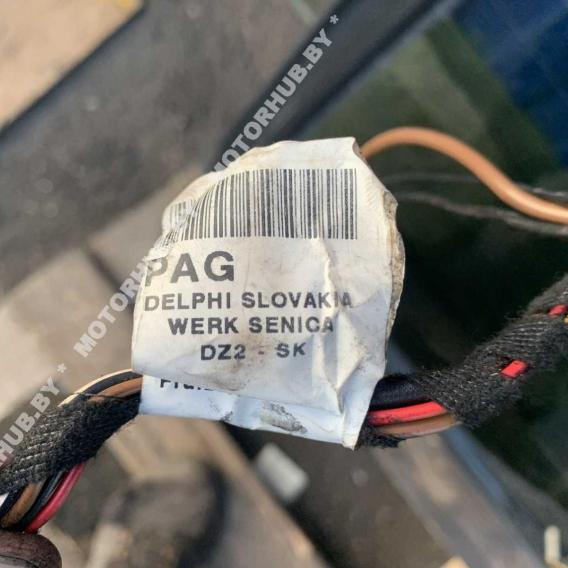 PAG
DELPHI SLOVAKIA
WERK SENICA
DZ2 - SK
* MOTORHUB.BY * MOTORHUB.BY *